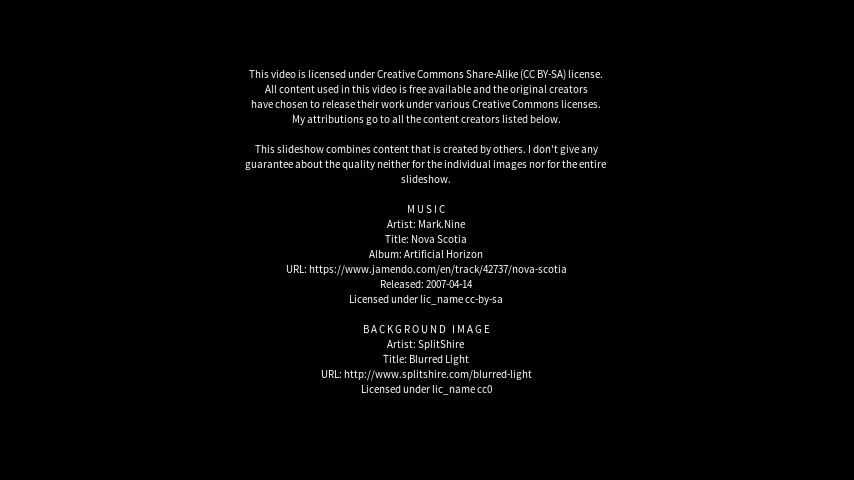 This video is licensed under Creative Commons Share-Alike (CC BY-SA) license.
All content used in this video is free available and the original creators
have chosen to release their work under various Creative Commons licenses.
My attributions go to all the content creators listed below.
This slideshow combines content that is created by others. I don't give any
guarantee about the quality neither for the individual images nor for the entire
slideshow.
MUSIC
Artist: Mark.Nine
Title: Nova Scotia
Album: Artificial Horizon
URL: https://www.jamendo.com/en/track/42737/nova-scotia
Released: 2007-04-14
Licensed under lic_name cc-by-sa
BACKGROUND IMAGE
Artist: SplitShire
Title: Blurred Light
URL: http://www.splitshire.com/blurred-light
Licensed under lic_name cc0